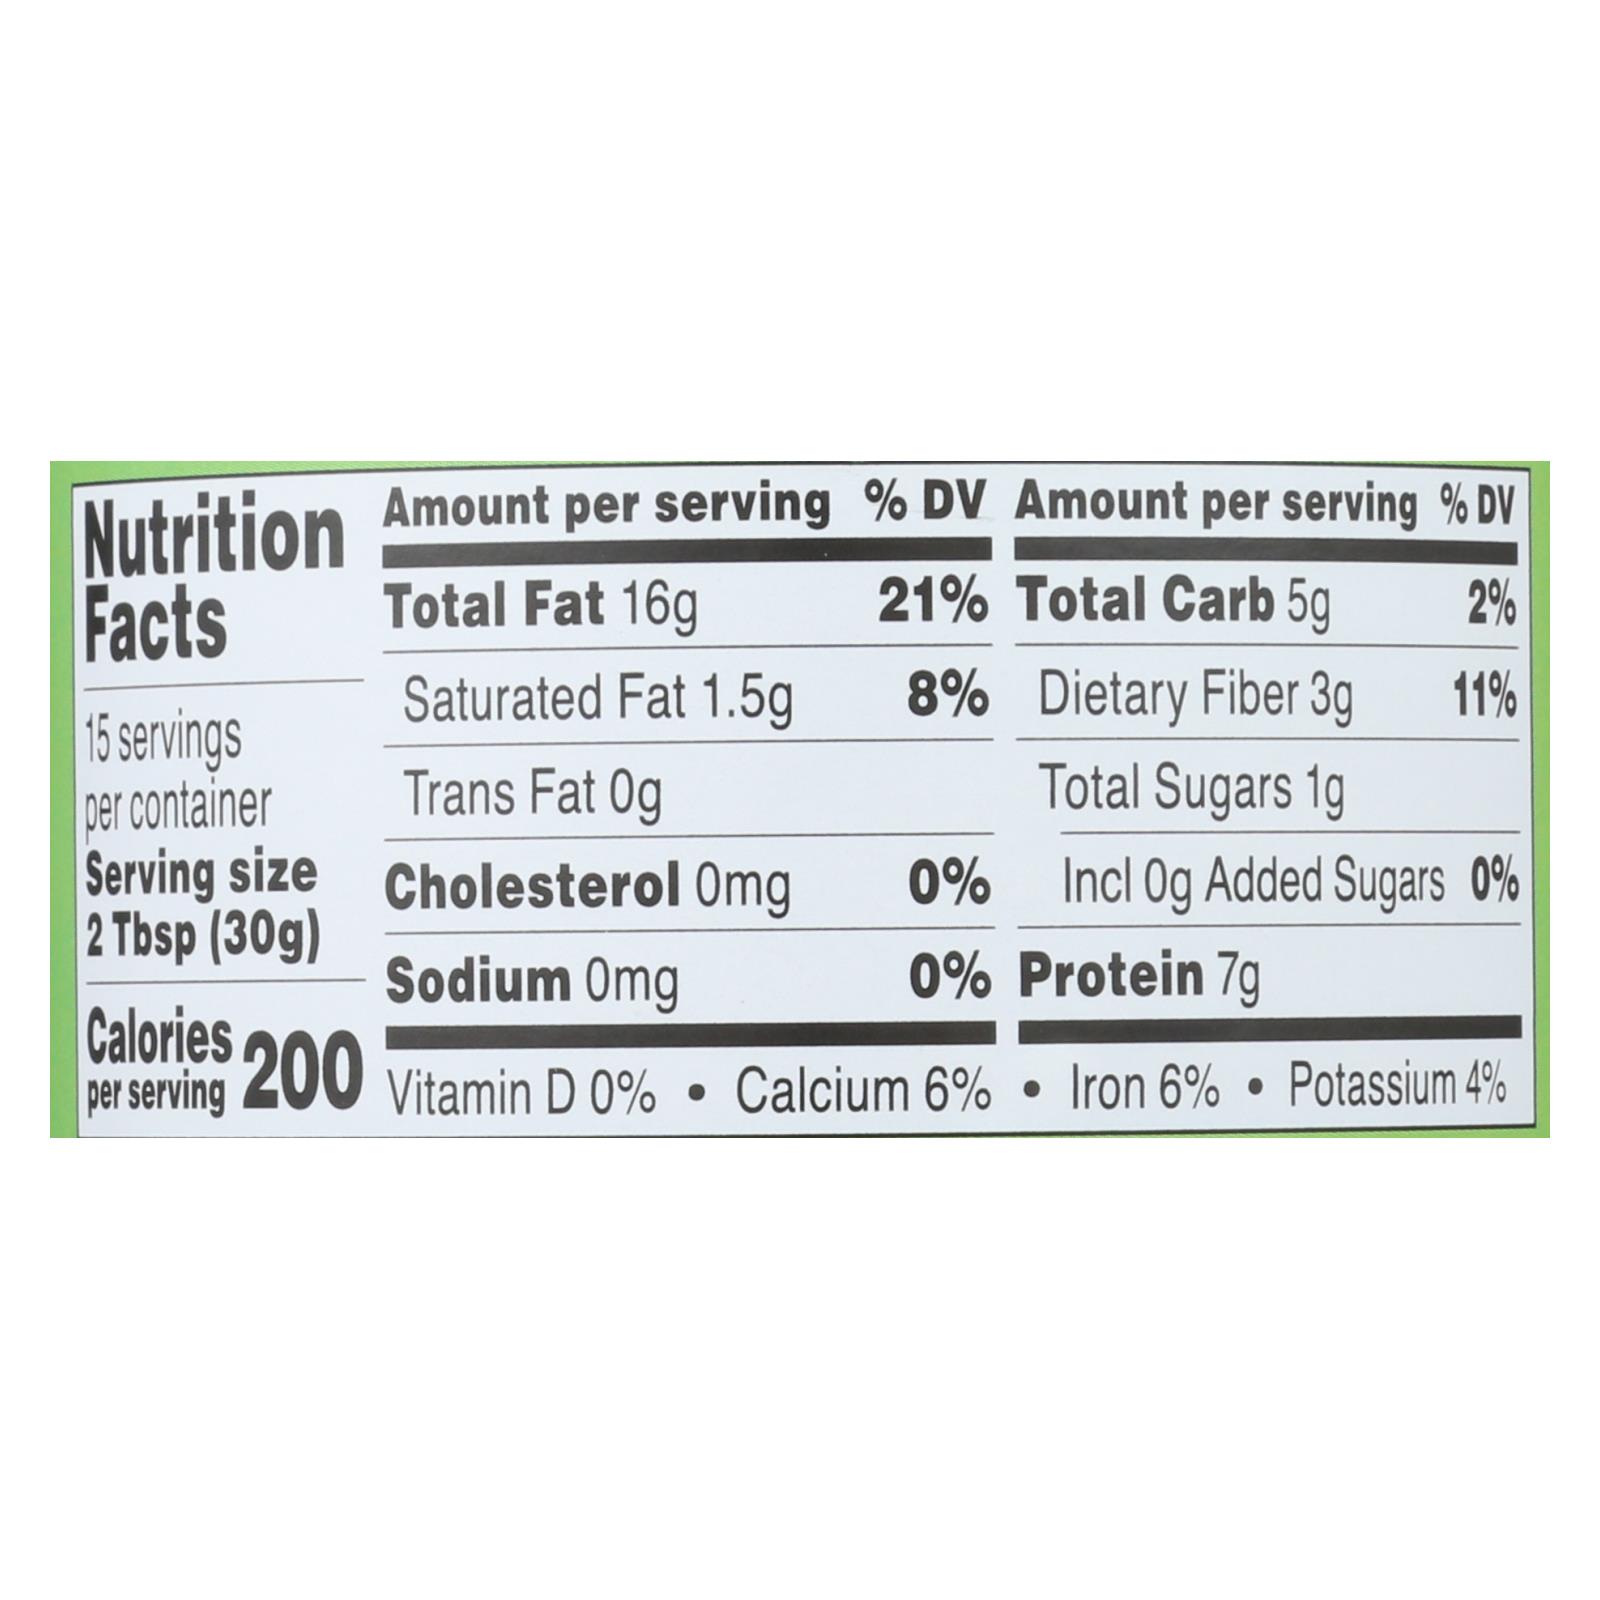 Nutrition
Facts
15 servings
per container
Serving size
2 Tbsp (30g)
Calories
per serving 200
Amount per serving % DV
Total Fat 16g 21%
Saturated Fat 1.5g 8%
Trans Fat 0g
Cholesterol 0mg 0%
Sodium 0mg 0%
Amount per serving % DV
Total Carb 5g 2%
Dietary Fiber 3g 11%
Total Sugars 1g
Incl 0g Added Sugars 0%
Protein 7g
Vitamin D 0% • Calcium 6% • Iron 6% • Potassium 4%